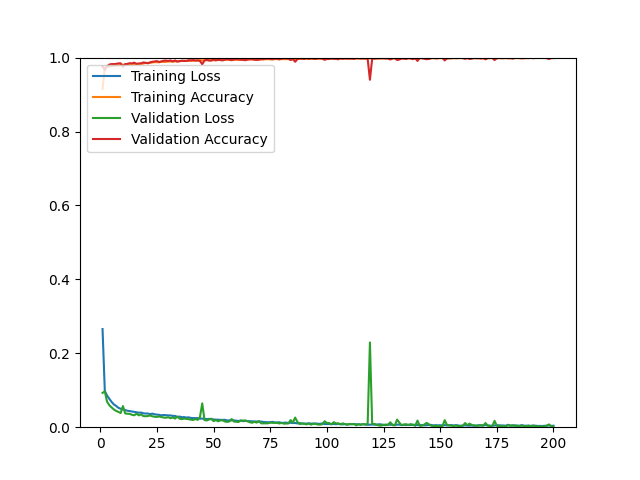 1.0
0.8
0.6
0.4
0.2
0.0
Training Loss
Training Accuracy
Validation Loss
Validation Accuracy
0 25 50 75 100 125 150 175 200